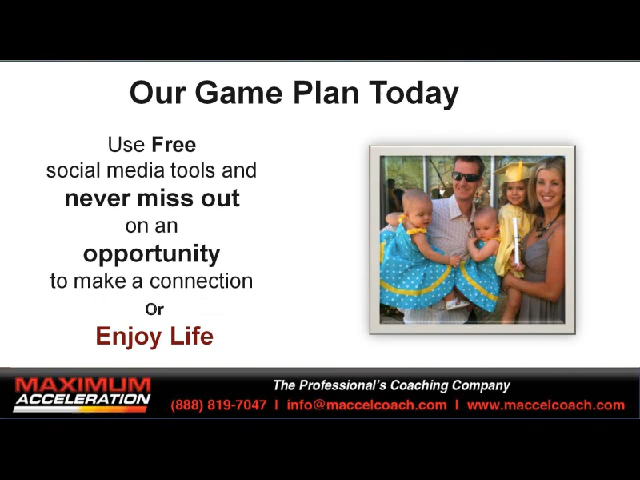 Our Game Plan Today
Use Free
social media tools and
never miss out
on an
opportunity
to make a connection
Or
Enjoy Life
MAXIMUM
ACCELERATION
The Professional's Coaching Company
(888) 819-7047 | info@maccelcoach.com | www.maccelcoach.com